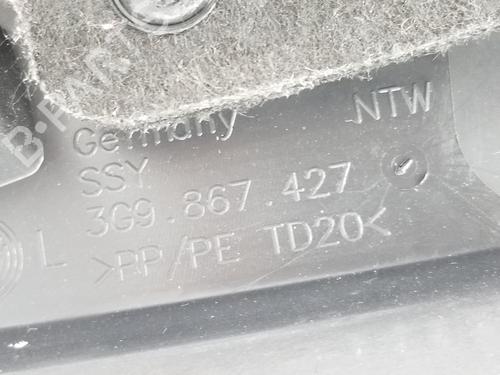 B-PARTS
Germany NTW
SSY
3G9.867.427
L >PP/PE TD20<